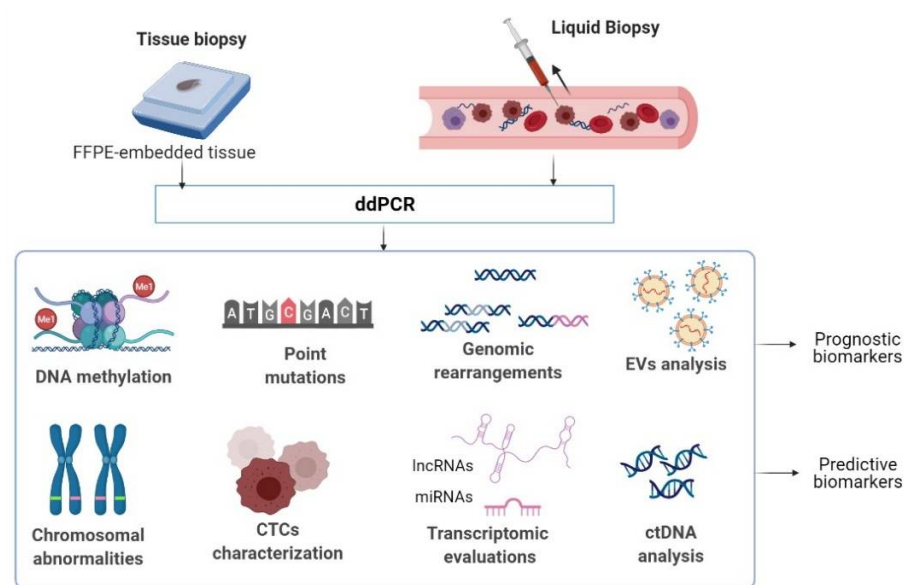 Tissue biopsy
Liquid Biopsy
FFPE-embedded tissue
ddPCR
Me1
Me1
DNA methylation
ATGCGACT
Point
mutations
Genomic
rearrangements
EVs analysis
Prognostic
biomarkers
Chromosomal
abnormalities
CTCs
characterization
lncRNAs
miRNAs
Transcriptomic
evaluations
ctDNA
analysis
Predictive
biomarkers